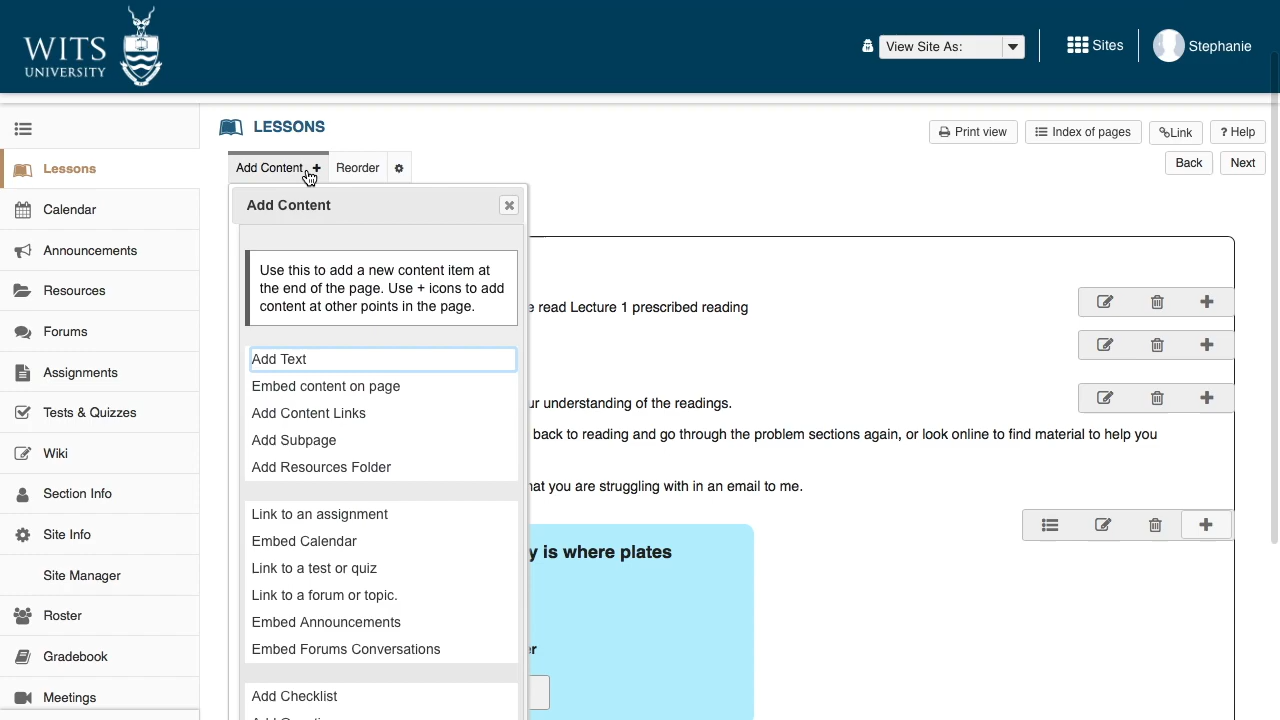 WITS
UNIVERSITY
View Site As:
Sites
Stephanie
LESSONS
Print view
Index of pages
Link
? Help
Back
Next
Add Content
Reorder
Lessons
Calendar
Announcements
Resources
Forums
Assignments
Tests & Quizzes
Wiki
Section Info
Site Info
Site Manager
Roster
Gradebook
Meetings
Add Content
Use this to add a new content item at
the end of the page. Use + icons to add
content at other points in the page.
Add Text
Embed content on page
Add Content Links
Add Subpage
Add Resources Folder
Link to an assignment
Embed Calendar
Link to a test or quiz
Link to a forum or topic.
Embed Announcements
Embed Forums Conversations
Add Checklist
read Lecture 1 prescribed reading
understanding of the readings.
back to reading and go through the problem sections again, or look online to find material to help you
you are struggling with in an email to me.
is where plates